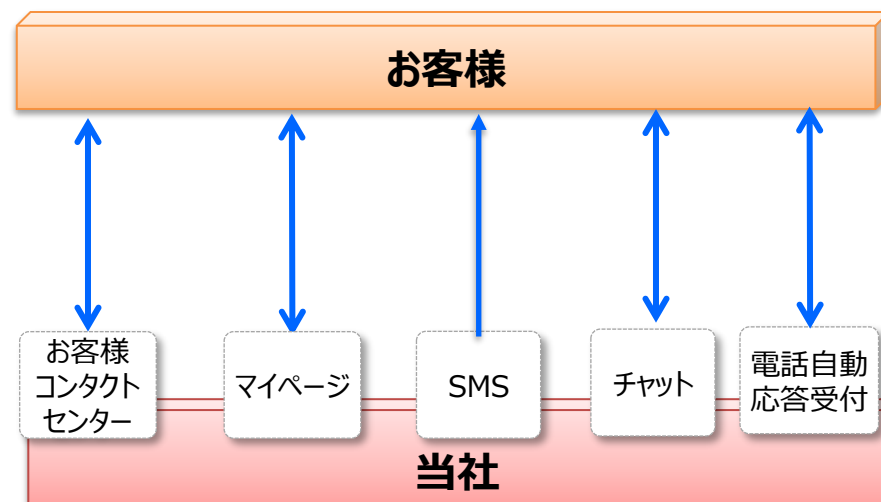 お客様
お客様
コンタクト
センター
マイページ
SMS
チャット
電話自動
応答受付
当社